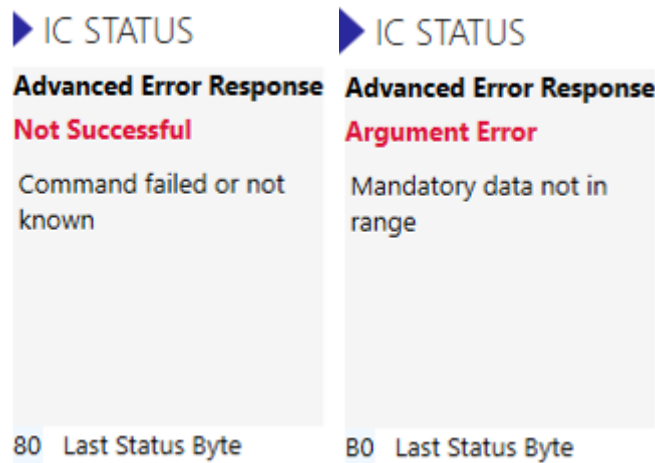 IC STATUS
Advanced Error Response
Not Successful
Command failed or not
known
80 Last Status Byte
IC STATUS
Advanced Error Response
Argument Error
Mandatory data not in
range
B0 Last Status Byte